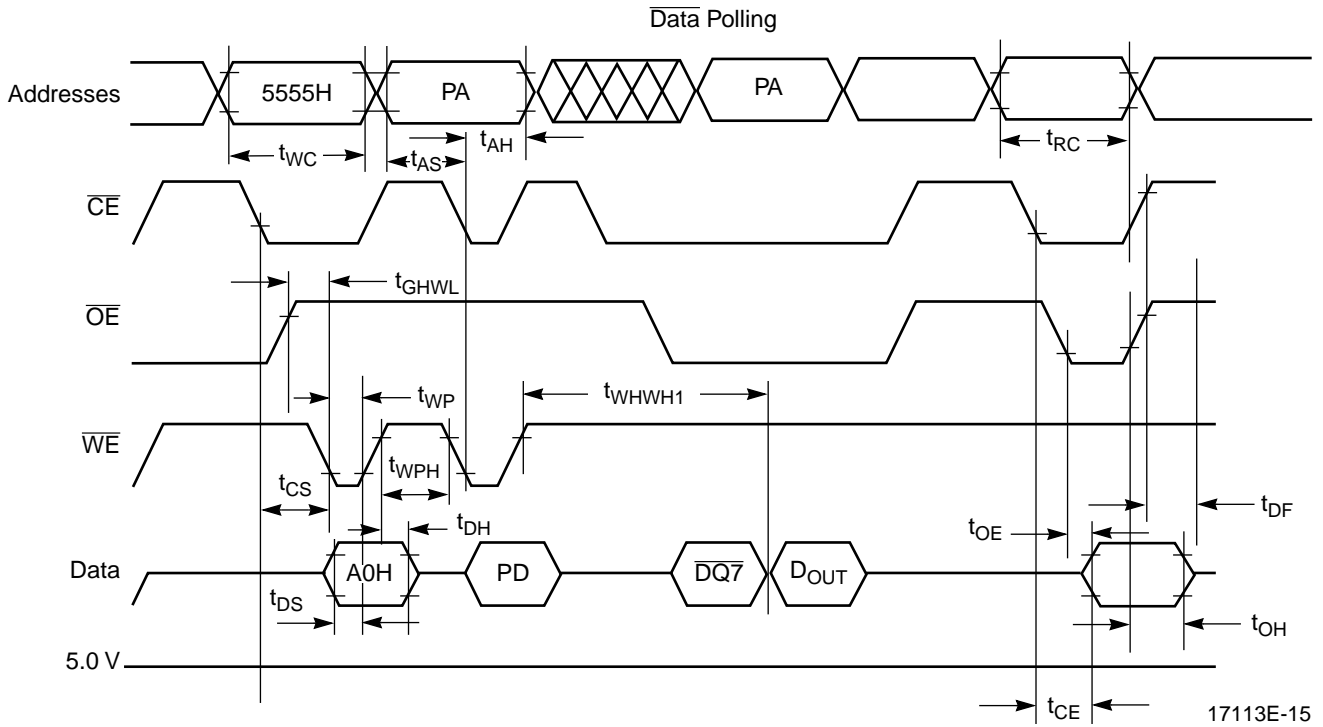 Data Polling
Addresses
5555H
PA
PA
tWC
tAS
tAH
tRC
CE
tGHWL
OE
tWP
tWHWH1
WE
tWPH
tCS
tDH
tOE
tDF
Data
A0H
PD
DQ7
DOUT
tDS
tOH
5.0 V
tCE
17113E-15